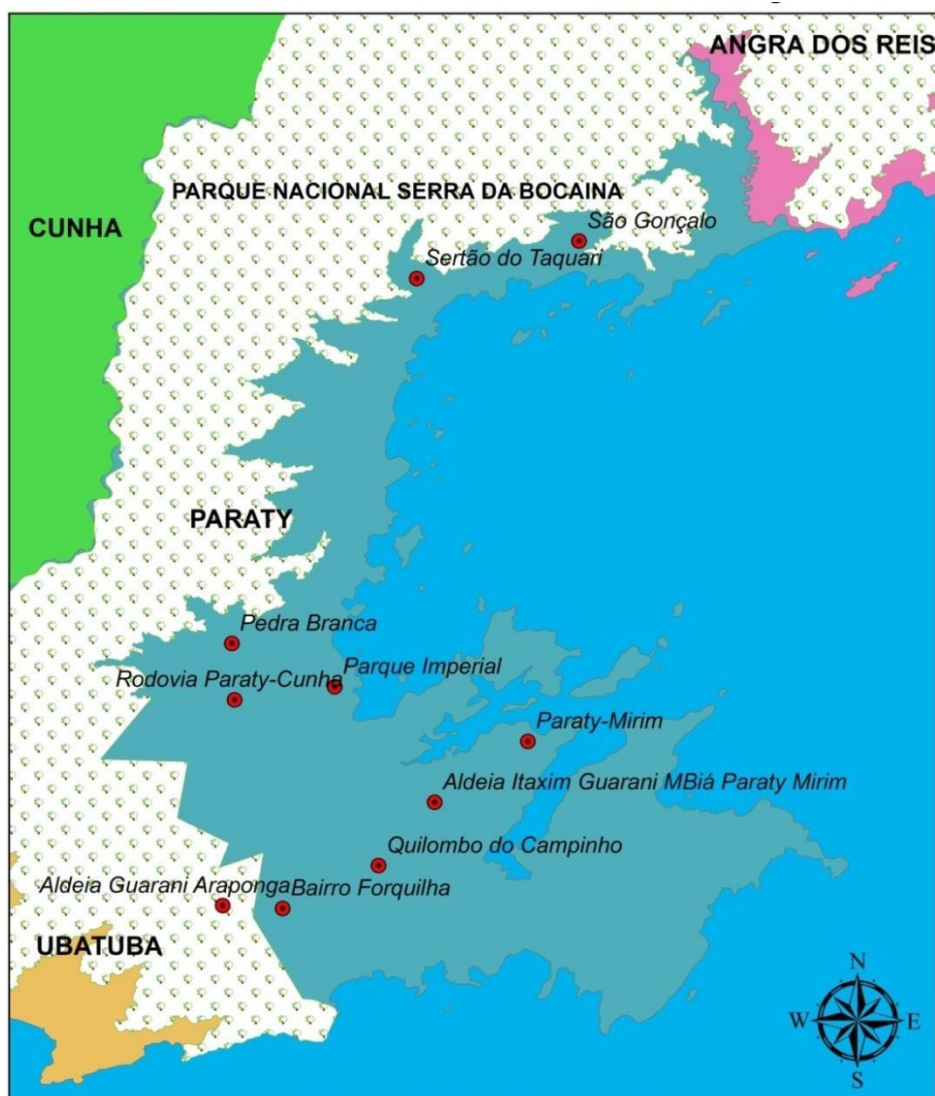 ANGRA DOS REIS
PARQUE NACIONAL SERRA DA BOCAINA
CUNHA
São Gonçalo
Sertão do Taquari
PARATY
Pedra Branca
Parque Imperial
Rodovia Paraty-Cunha
Paraty-Mirim
Aldeia Itaxim Guarani MBiá Paraty Mirim
Quilombo do Campinho
Aldeia Guarani Araponga
Bairro Forquilha
UBATUBA
N
W
E
S